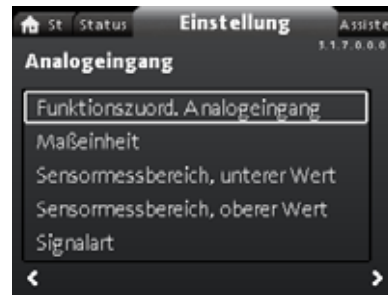 St Status Einstellung Assiste
3.1.7.0.0.0
Analogeingang
Funktionszuord. Analogeingang
Maßeinheit
Sensormessbereich, unterer Wert
Sensormessbereich, oberer Wert
Signalart